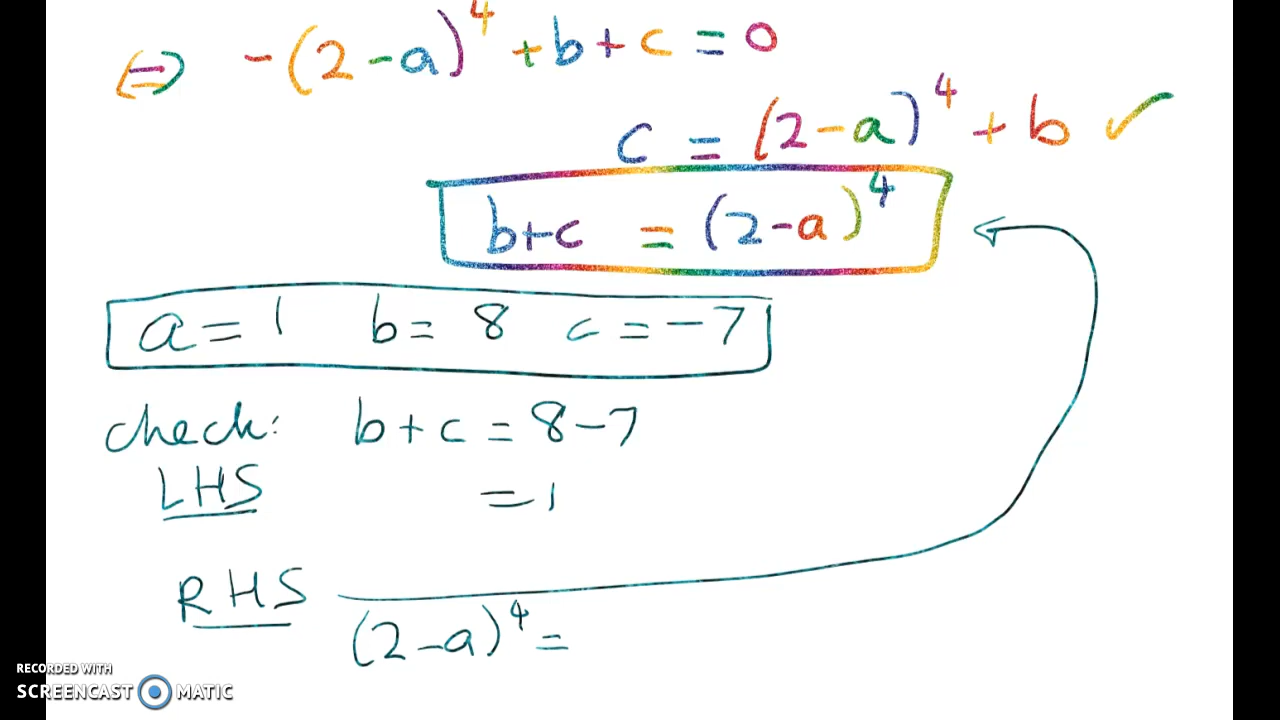 ⇔ -(2-a)⁴ + b + c = 0
c = (2-a)⁴ + b ✓
b+c = (2-a)⁴
a = 1 b = 8 c = -7
check: b + c = 8 - 7
LHS = 1
RHS
(2-a)⁴ =
RECORDED WITH
SCREENCAST MATIC